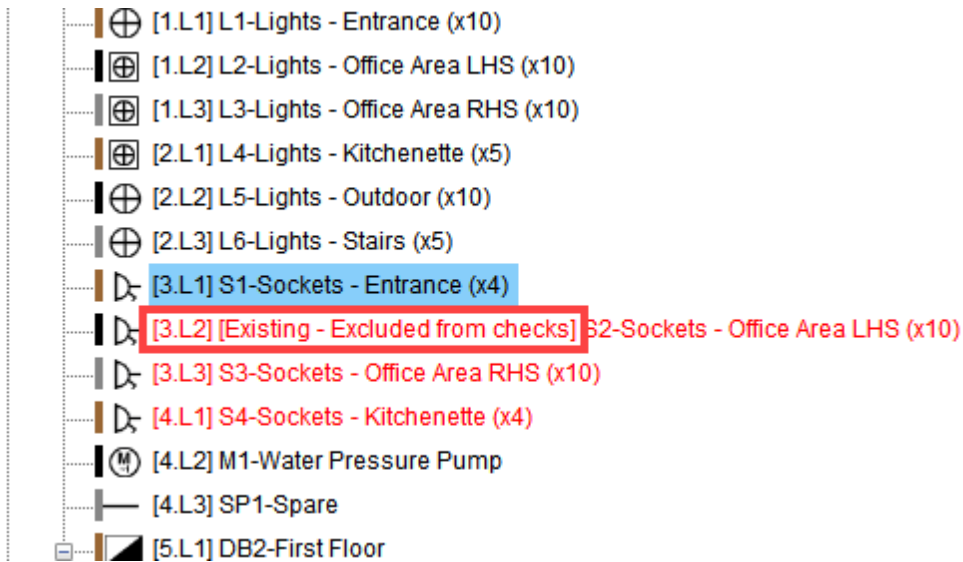 [1.L1] L1-Lights - Entrance (x10)
[1.L2] L2-Lights - Office Area LHS (x10)
[1.L3] L3-Lights - Office Area RHS (x10)
[2.L1] L4-Lights - Kitchenette (x5)
[2.L2] L5-Lights - Outdoor (x10)
[2.L3] L6-Lights - Stairs (x5)
[3.L1] S1-Sockets - Entrance (x4)
[3.L2] [Existing - Excluded from checks] S2-Sockets - Office Area LHS (x10)
[3.L3] S3-Sockets - Office Area RHS (x10)
[4.L1] S4-Sockets - Kitchenette (x4)
M [4.L2] M1-Water Pressure Pump
[4.L3] SP1-Spare
[5.L1] DB2-First Floor